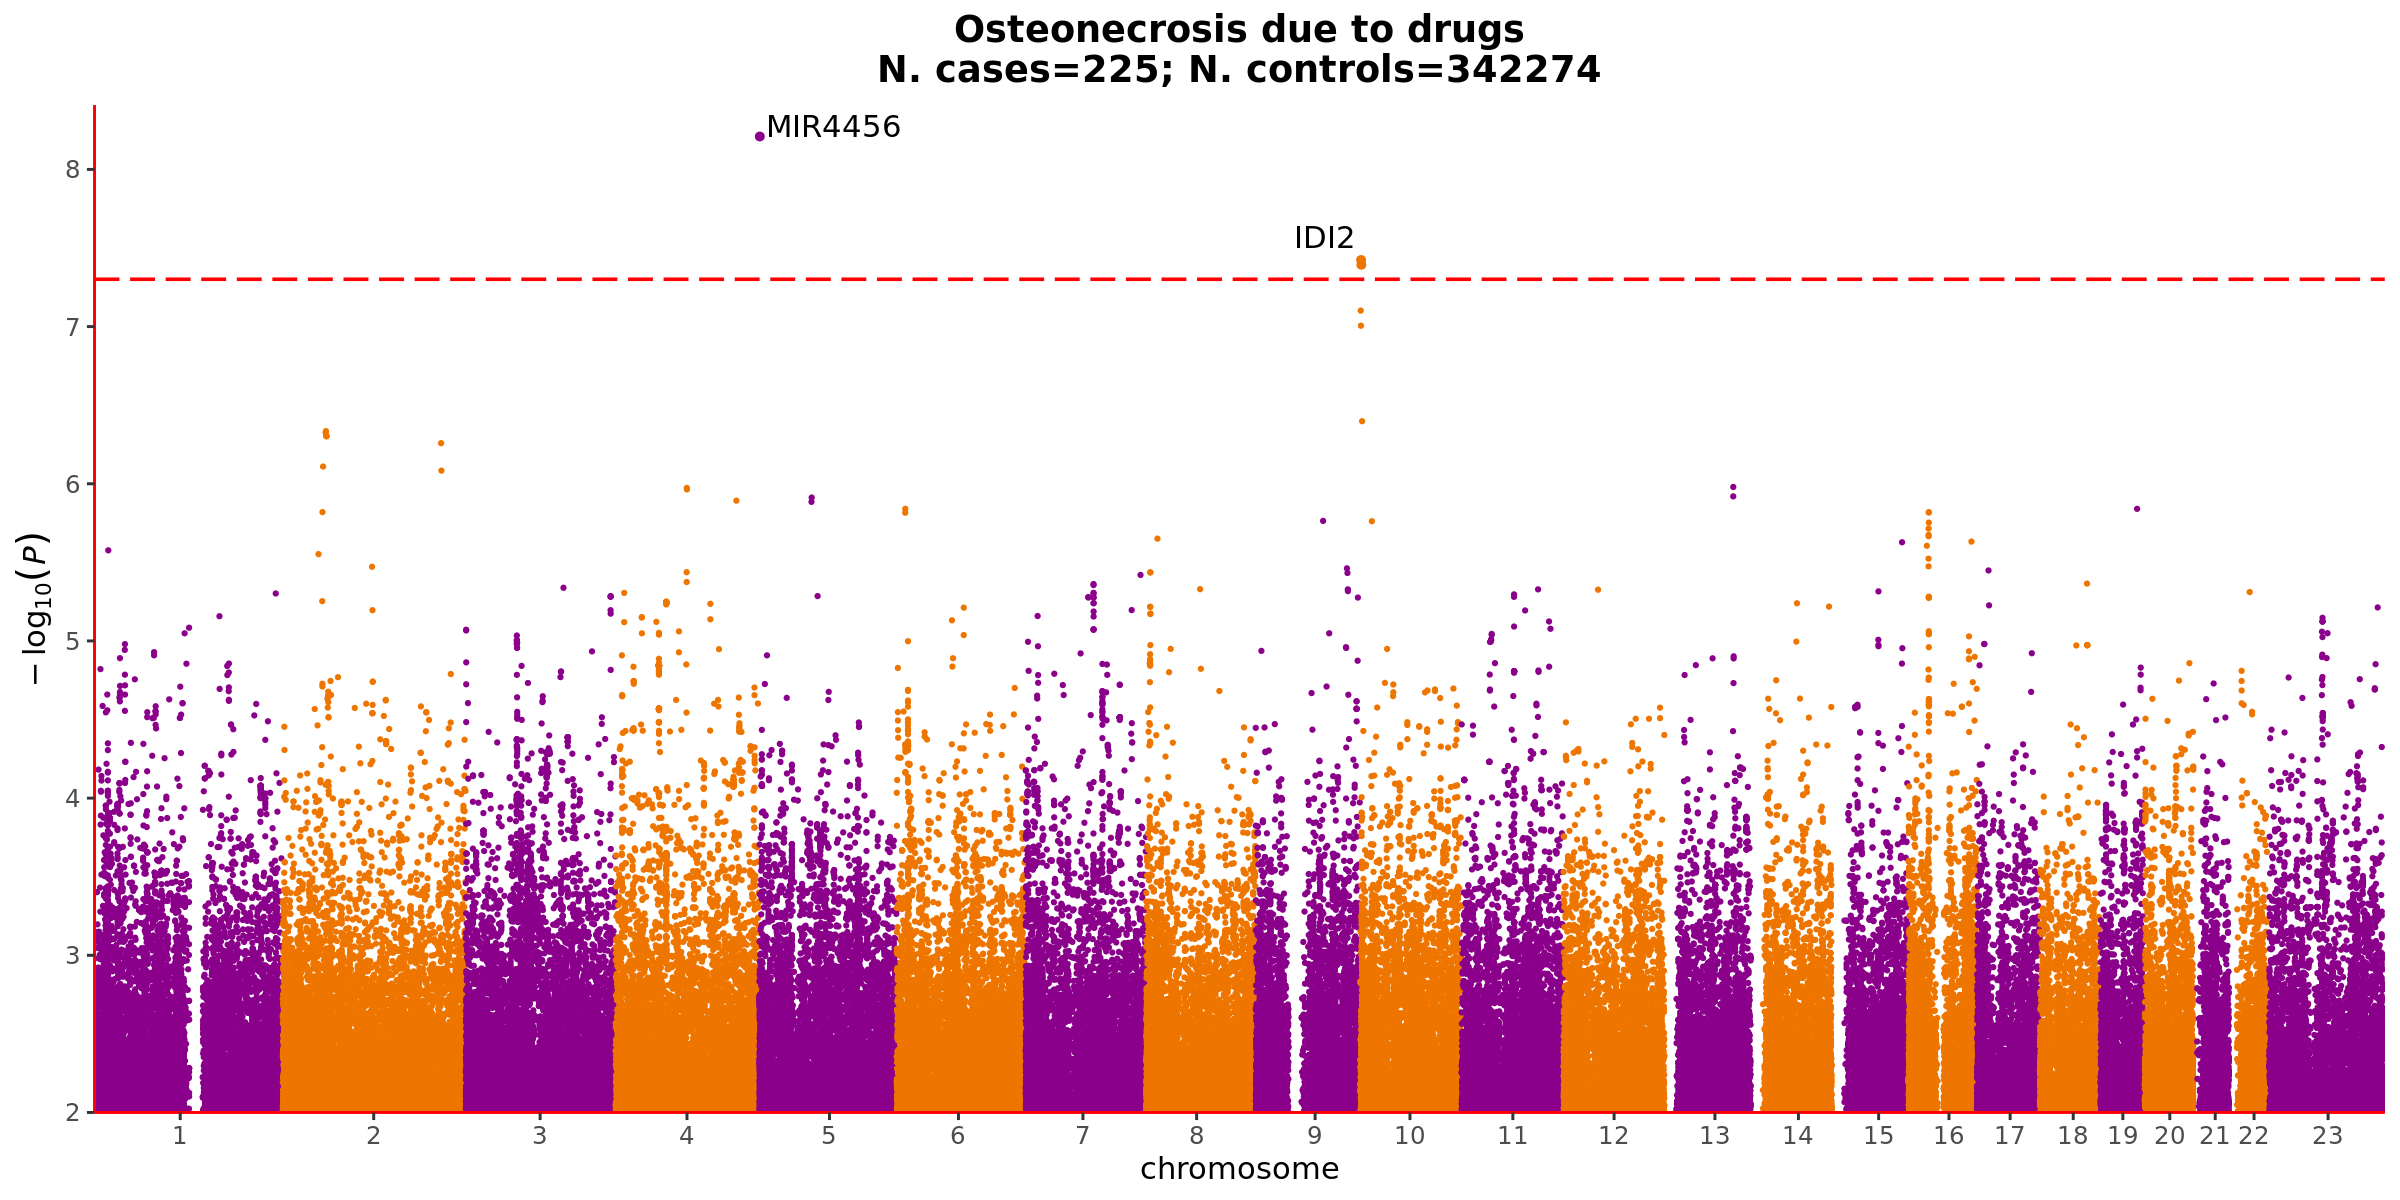 Osteonecrosis due to drugs
N. cases=225; N. controls=342274
MIR4456
IDI2
8
7
6
5
4
3
2
− log10(P)
1 2 3 4 5 6 7 8 9 10 11 12 13 14 15 16 17 18 19 20 21 22 23
chromosome